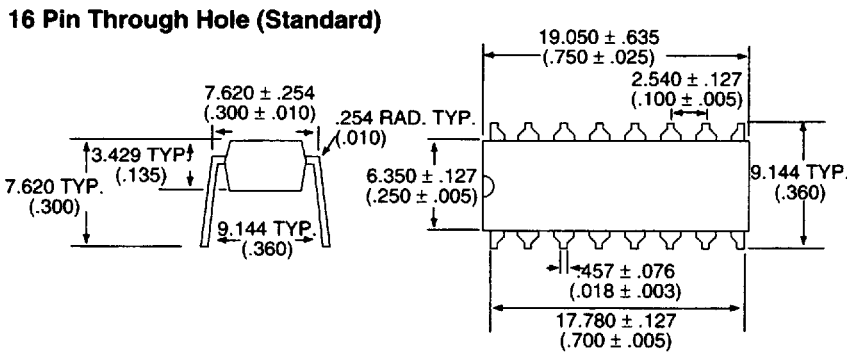 16 Pin Through Hole (Standard)
19.050 ± .635
(.750 ± .025)
7.620 ± .254
(.300 ± .010)
.254 RAD. TYP.
(.010)
2.540 ± .127
(.100 ± .005)
3.429 TYP.
(.135)
7.620 TYP.
(.300)
6.350 ± .127
(.250 ± .005)
9.144 TYP.
(.360)
9.144 TYP.
(.360)
.457 ± .076
(.018 ± .003)
17.780 ± .127
(.700 ± .005)